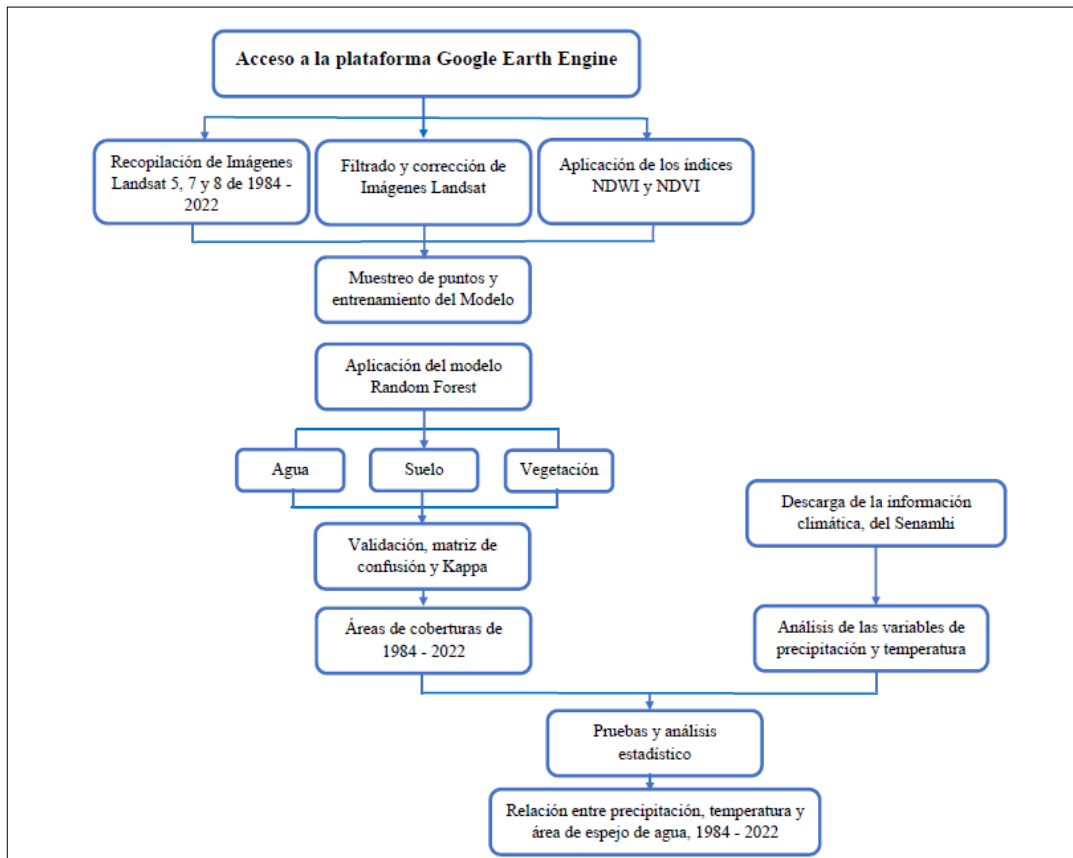 Acceso a la plataforma Google Earth Engine
Recopilación de Imágenes
Landsat 5, 7 y 8 de 1984 -
2022
Filtrado y corrección de
Imágenes Landsat
Aplicación de los índices
NDWI y NDVI
Muestreo de puntos y
entrenamiento del Modelo
Aplicación del modelo
Random Forest
Agua
Suelo
Vegetación
Descarga de la información
climática, del Senamhi
Validación, matriz de
confusión y Kappa
Áreas de coberturas de
1984 - 2022
Análisis de las variables de
precipitación y temperatura
Pruebas y análisis
estadístico
Relación entre precipitación, temperatura y
área de espejo de agua, 1984 - 2022